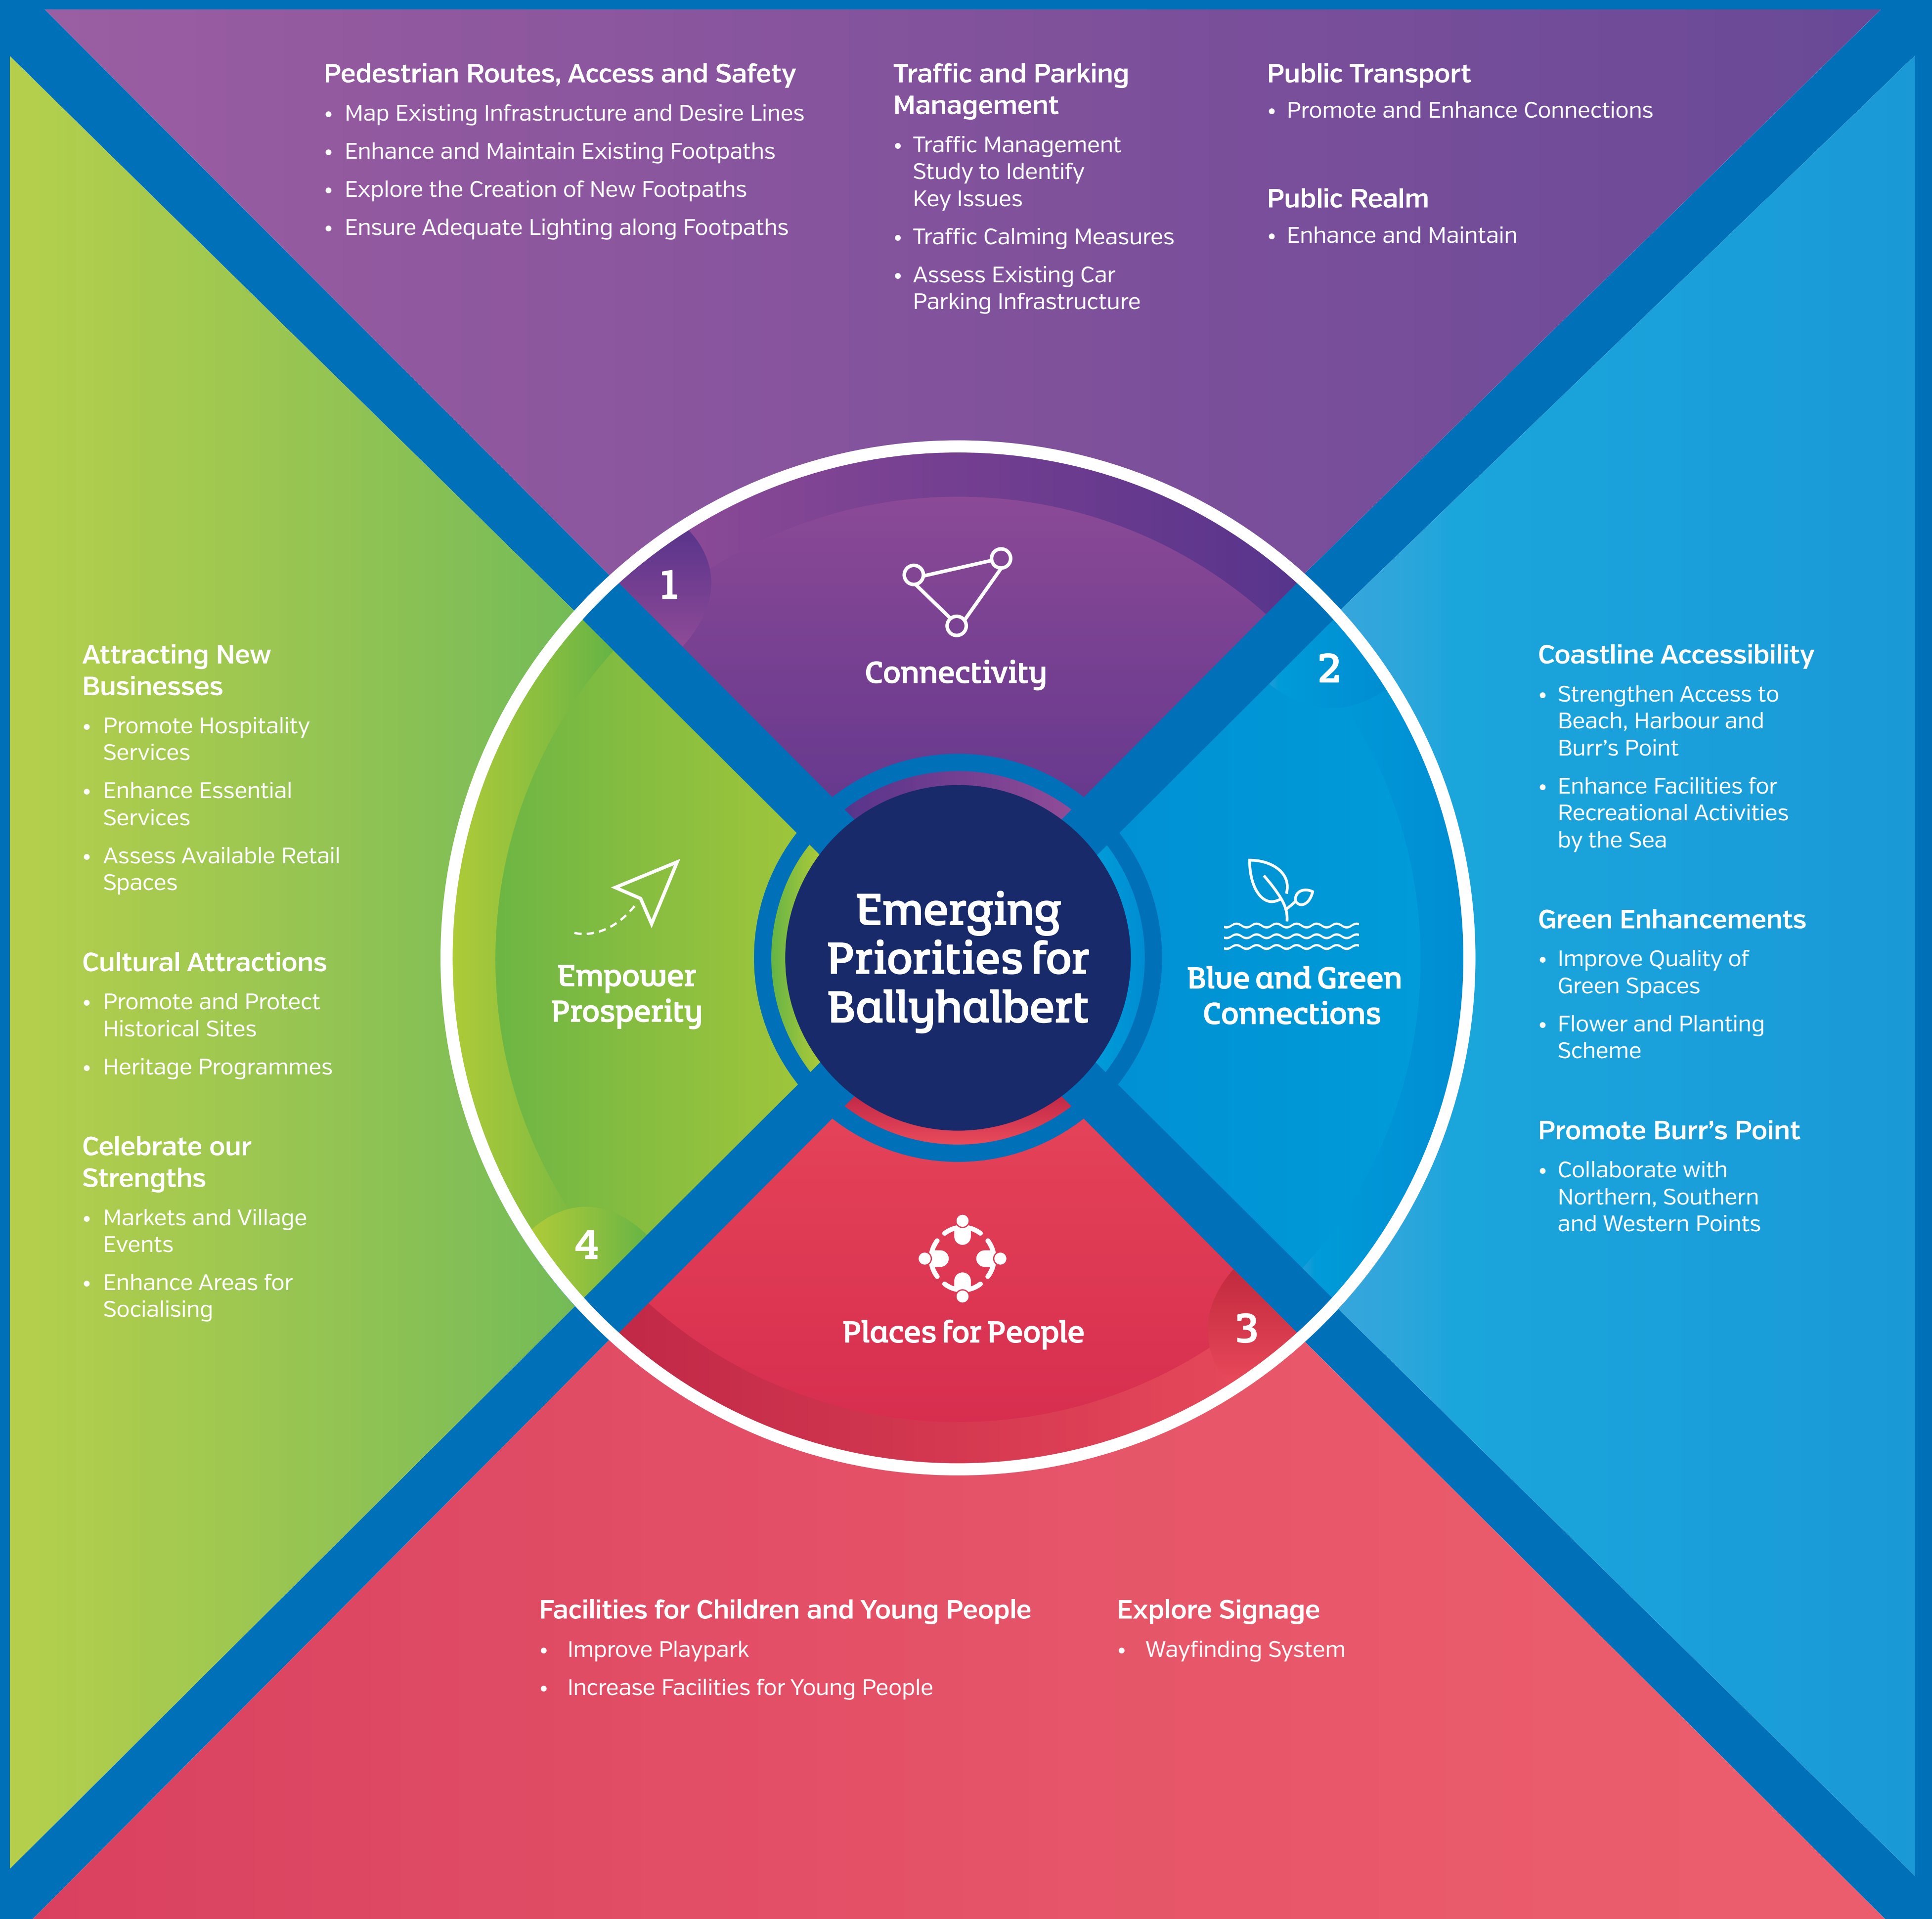 Pedestrian Routes, Access and Safety
• Map Existing Infrastructure and Desire Lines
• Enhance and Maintain Existing Footpaths
• Explore the Creation of New Footpaths
• Ensure Adequate Lighting along Footpaths
Traffic and Parking
Management
• Traffic Management
Study to Identify
Key Issues
• Traffic Calming Measures
• Assess Existing Car
Parking Infrastructure
Public Transport
• Promote and Enhance Connections
Public Realm
• Enhance and Maintain
1
Connectivity
2
Blue and Green
Connections
Coastline Accessibility
• Strengthen Access to
Beach, Harbour and
Burr’s Point
• Enhance Facilities for
Recreational Activities
by the Sea
Green Enhancements
• Improve Quality of
Green Spaces
• Flower and Planting
Scheme
Promote Burr’s Point
• Collaborate with
Northern, Southern
and Western Points
Emerging
Priorities for
Ballyhalbert
3
Places for People
Facilities for Children and Young People
• Improve Playpark
• Increase Facilities for Young People
Explore Signage
• Wayfinding System
4
Empower
Prosperity
Attracting New
Businesses
• Promote Hospitality
Services
• Enhance Essential
Services
• Assess Available Retail
Spaces
Cultural Attractions
• Promote and Protect
Historical Sites
• Heritage Programmes
Celebrate our
Strengths
• Markets and Village
Events
• Enhance Areas for
Socialising